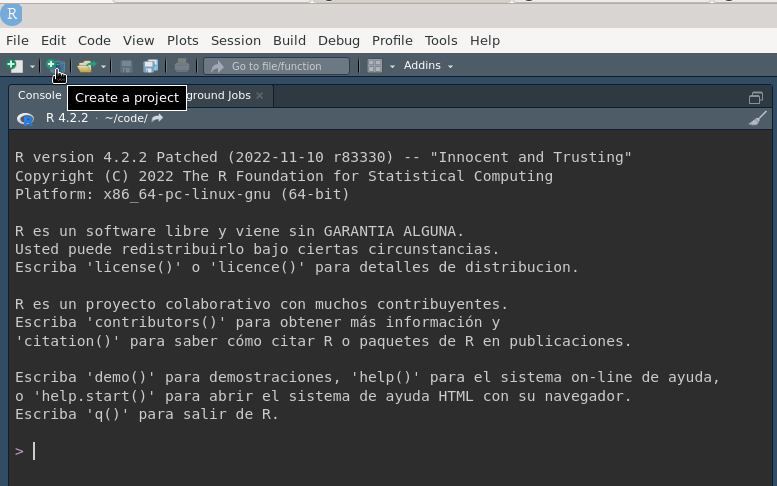 R
File Edit Code View Plots Session Build Debug Profile Tools Help
Go to file/function Addins
Console ground Jobs
Create a project
R 4.2.2 · ~/code/
R version 4.2.2 Patched (2022-11-10 r83330) -- "Innocent and Trusting"
Copyright (C) 2022 The R Foundation for Statistical Computing
Platform: x86_64-pc-linux-gnu (64-bit)
R es un software libre y viene sin GARANTIA ALGUNA.
Usted puede redistribuirlo bajo ciertas circunstancias.
Escriba 'license()' o 'licence()' para detalles de distribucion.
R es un proyecto colaborativo con muchos contribuyentes.
Escriba 'contributors()' para obtener más información y
'citation()' para saber cómo citar R o paquetes de R en publicaciones.
Escriba 'demo()' para demostraciones, 'help()' para el sistema on-line de ayuda,
o 'help.start()' para abrir el sistema de ayuda HTML con su navegador.
Escriba 'q()' para salir de R.
>